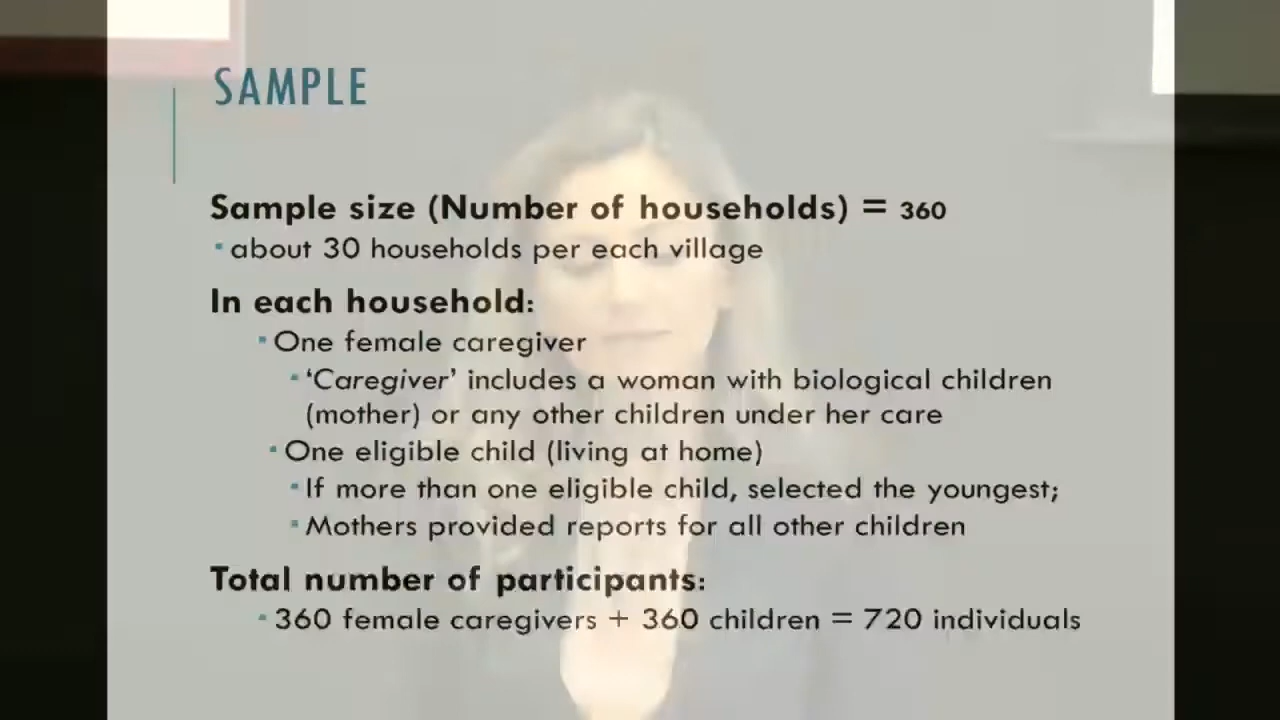 SAMPLE
Sample size (Number of households) = 360
▪ about 30 households per each village
In each household:
▪ One female caregiver
▪ ‘Caregiver’ includes a woman with biological children
(mother) or any other children under her care
▪ One eligible child (living at home)
▪ If more than one eligible child, selected the youngest;
▪ Mothers provided reports for all other children
Total number of participants:
▪ 360 female caregivers + 360 children = 720 individuals